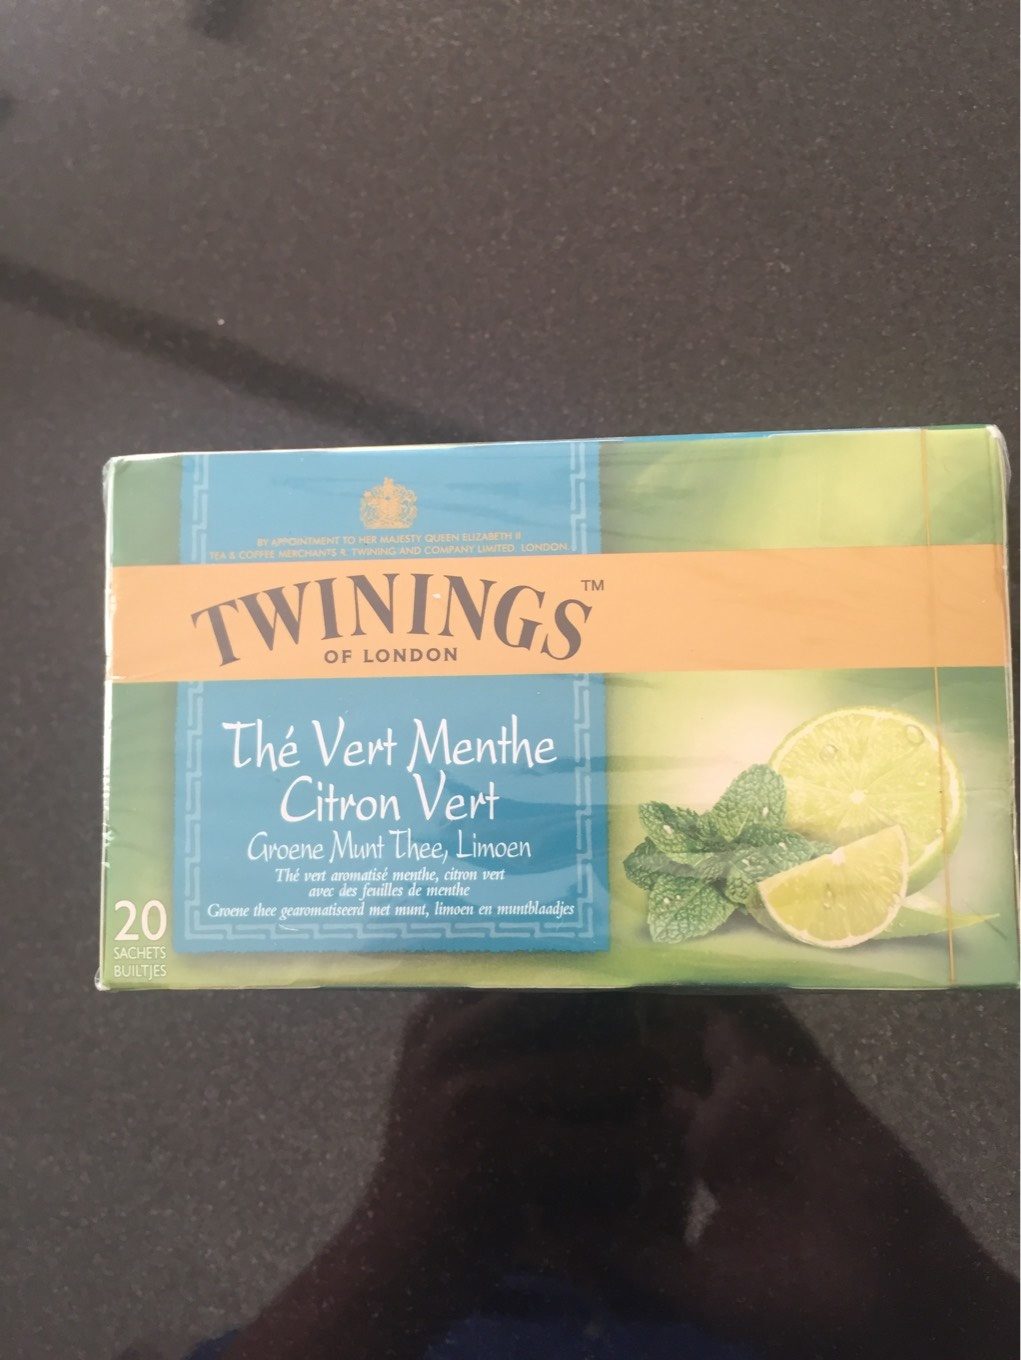 BY APPOINTMENT TO HER MAJESTY QUEEN ELIZABETH II
TEA & COFFEE MERCHANTS R. TWINING AND COMPANY LIMITED, LONDON.
TWININGS™
OF LONDON
Thé Vert Menthe
Citron Vert
Groene Munt Thee, Limoen
Thé vert aromatisé menthe, citron vert
avec des feuilles de menthe
Groene thee gearomatiseerd met munt, limoen en muntblaadjes
20
SACHETS
BUILTJES